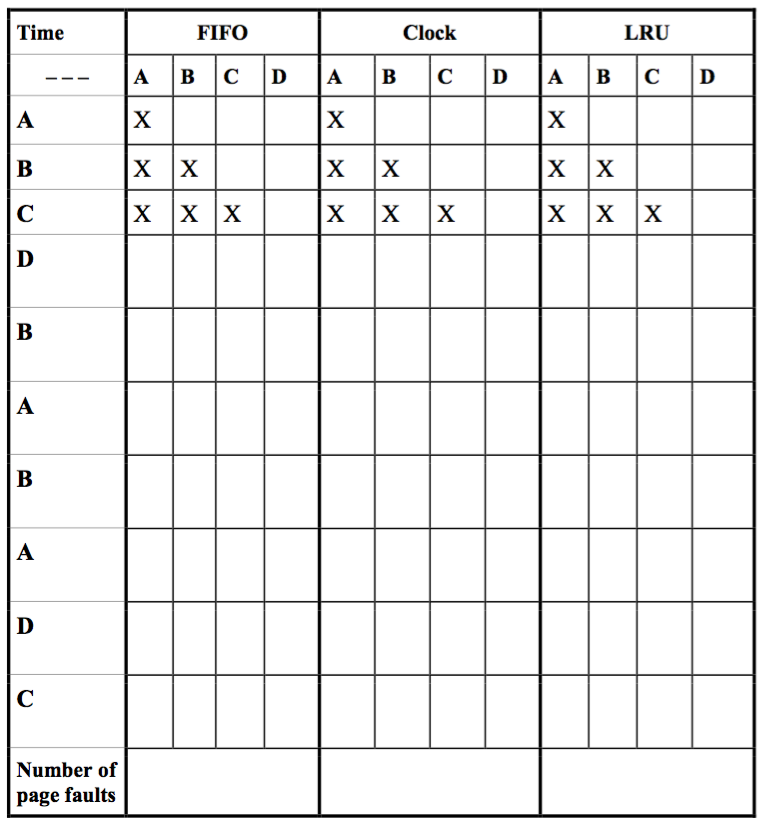 Time FIFO Clock LRU
– – – A B C D A B C D A B C D
A X X X
B X X X X X X
C X X X X X X X X X
D
B
A
B
A
D
C
Number of
page faults